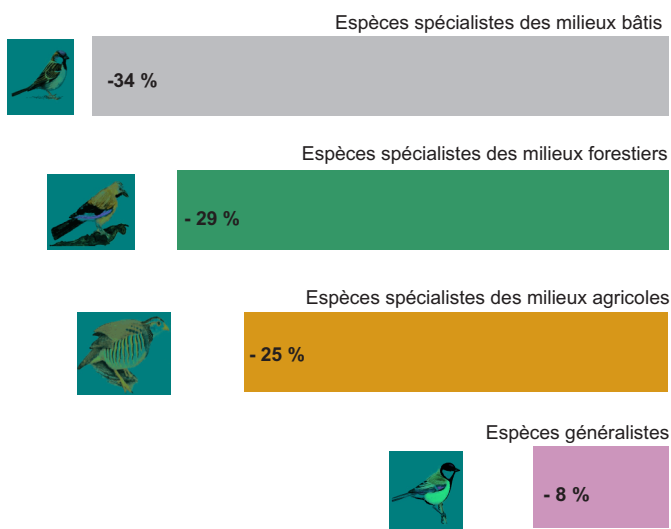 Espèces spécialistes des milieux bâtis
-34 %
Espèces spécialistes des milieux forestiers
- 29 %
Espèces spécialistes des milieux agricoles
- 25 %
Espèces généralistes
- 8 %